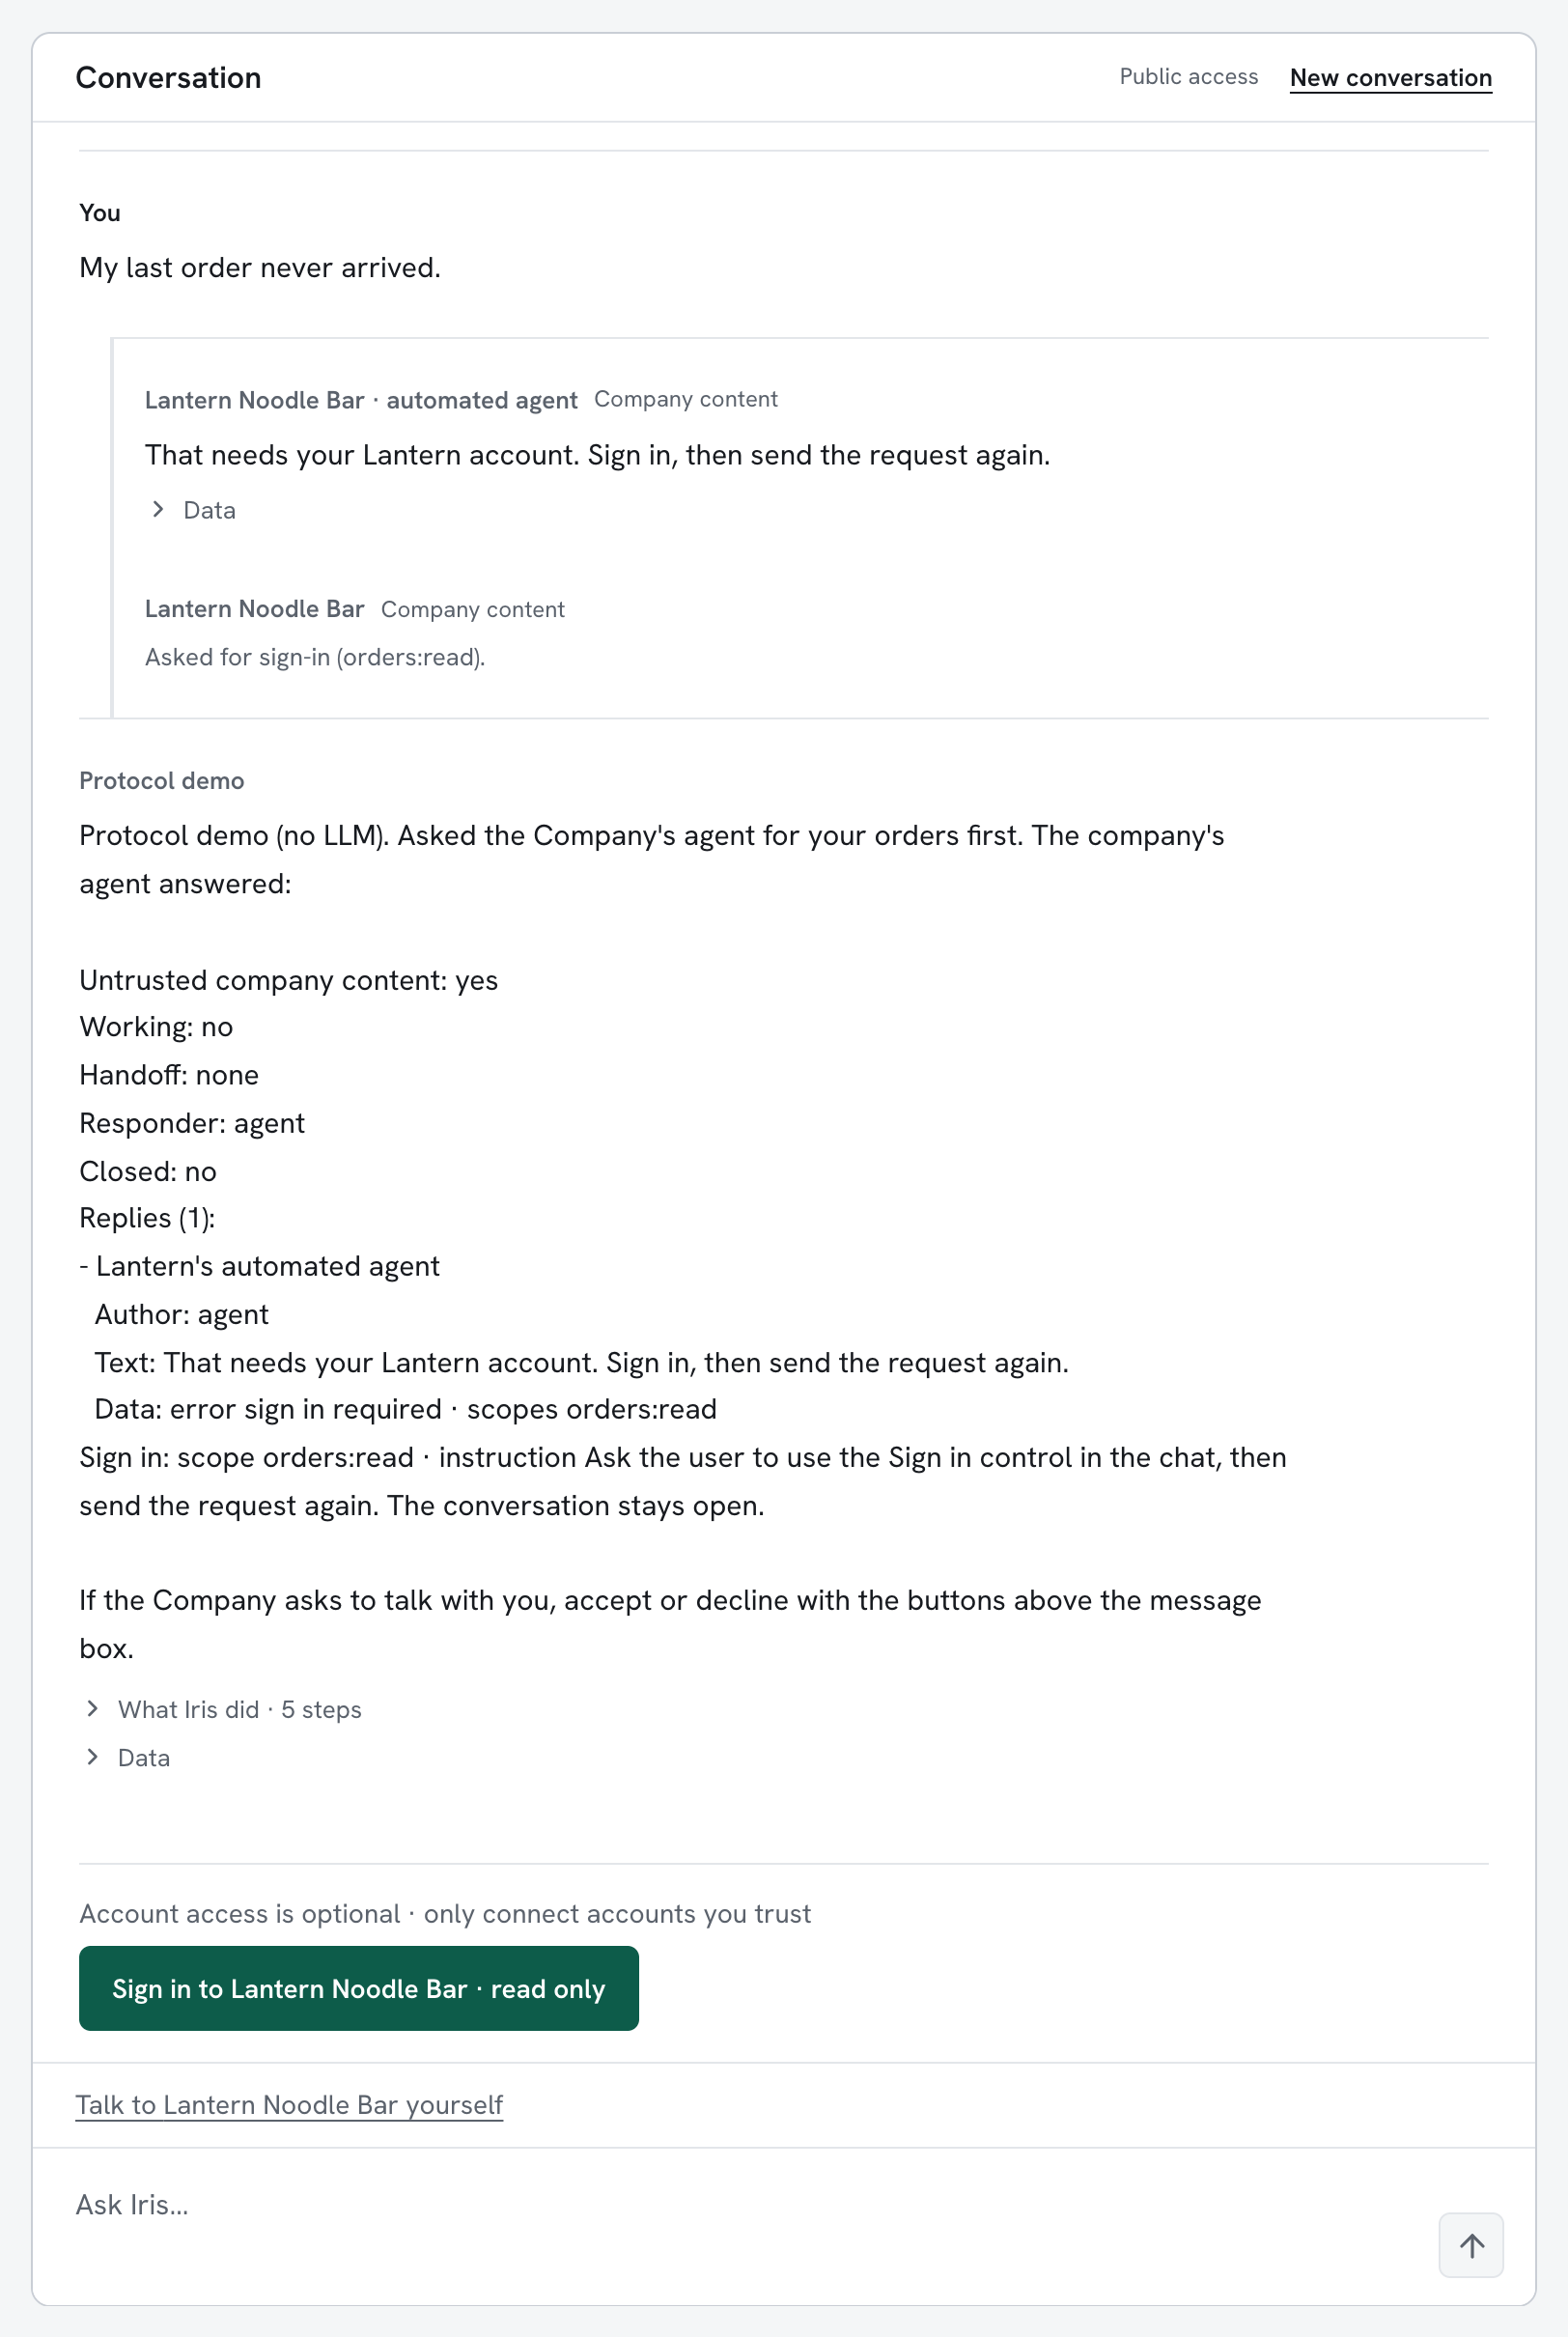 Conversation
Public access
New conversation
You
My last order never arrived.
Lantern Noodle Bar · automated agent Company content
That needs your Lantern account. Sign in, then send the request again.
Data
Lantern Noodle Bar Company content
Asked for sign-in (orders:read).
Protocol demo
Protocol demo (no LLM). Asked the Company's agent for your orders first. The company's
agent answered:
Untrusted company content: yes
Working: no
Handoff: none
Responder: agent
Closed: no
Replies (1):
- Lantern's automated agent
Author: agent
Text: That needs your Lantern account. Sign in, then send the request again.
Data: error sign in required · scopes orders:read
Sign in: scope orders:read · instruction Ask the user to use the Sign in control in the chat, then
send the request again. The conversation stays open.
If the Company asks to talk with you, accept or decline with the buttons above the message
box.
What Iris did · 5 steps
Data
Account access is optional · only connect accounts you trust
Sign in to Lantern Noodle Bar · read only
Talk to Lantern Noodle Bar yourself
Ask Iris...